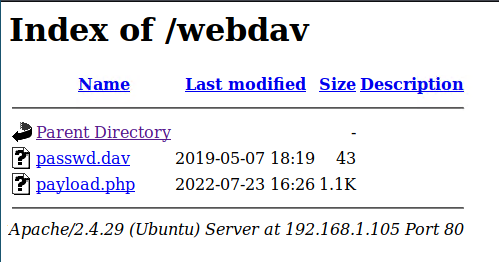 Index of /webdav
Name Last modified Size Description
Parent Directory -
passwd.dav 2019-05-07 18:19 43
payload.php 2022-07-23 16:26 1.1K
Apache/2.4.29 (Ubuntu) Server at 192.168.1.105 Port 80